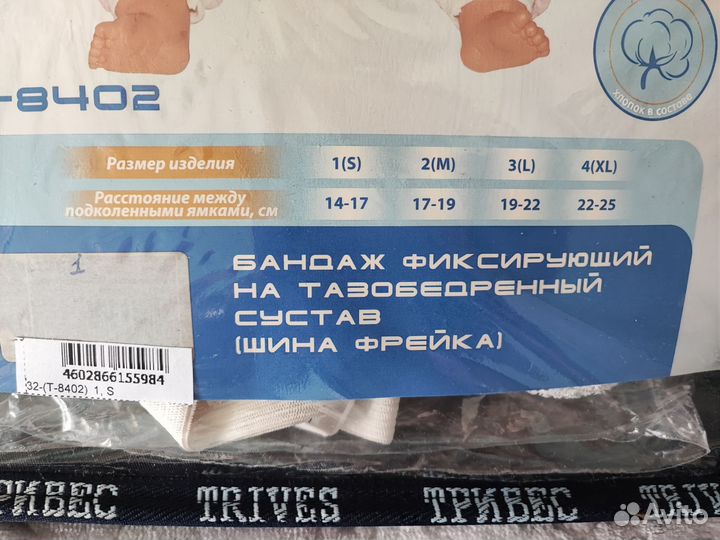 хлопок в составе
-8402
Размер изделия 1(S) 2(M) 3(L) 4(XL)
Расстояние между
подколенными ямками, см 14-17 17-19 19-22 22-25
1
БАНДАЖ ФИКСИРУЮЩИЙ
НА ТАЗОБЕДРЕННЫЙ
СУСТАВ
(ШИНА ФРЕЙКА)
4602866155984
32-(T-8402) 1, S
ТРИВЕС TRIVES ТРИВЕС TRIV
Avito